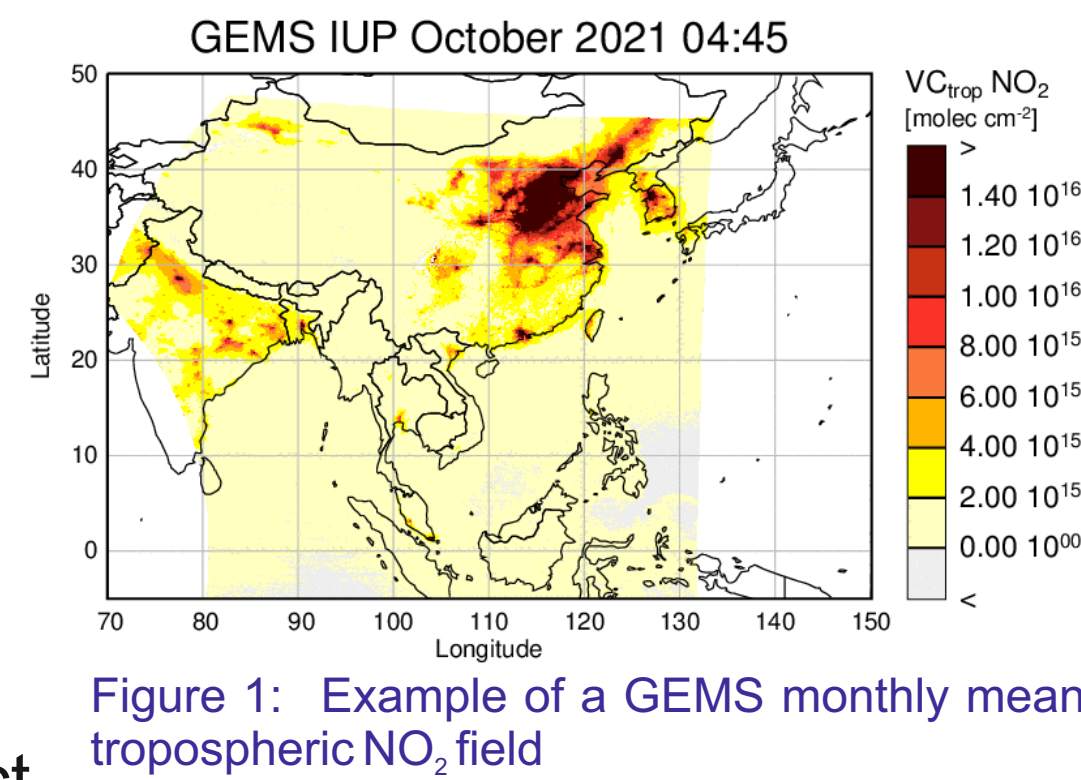 GEMS IUP October 2021 04:45
VCtrop NO2
[molec cm-2]
>
1.40 10^16
1.20 10^16
1.00 10^16
8.00 10^15
6.00 10^15
4.00 10^15
2.00 10^15
0.00 10^00
<
50
40
30
20
10
0
Latitude
70 80 90 100 110 120 130 140 150
Longitude
Figure 1: Example of a GEMS monthly mean
tropospheric NO2 field
ct